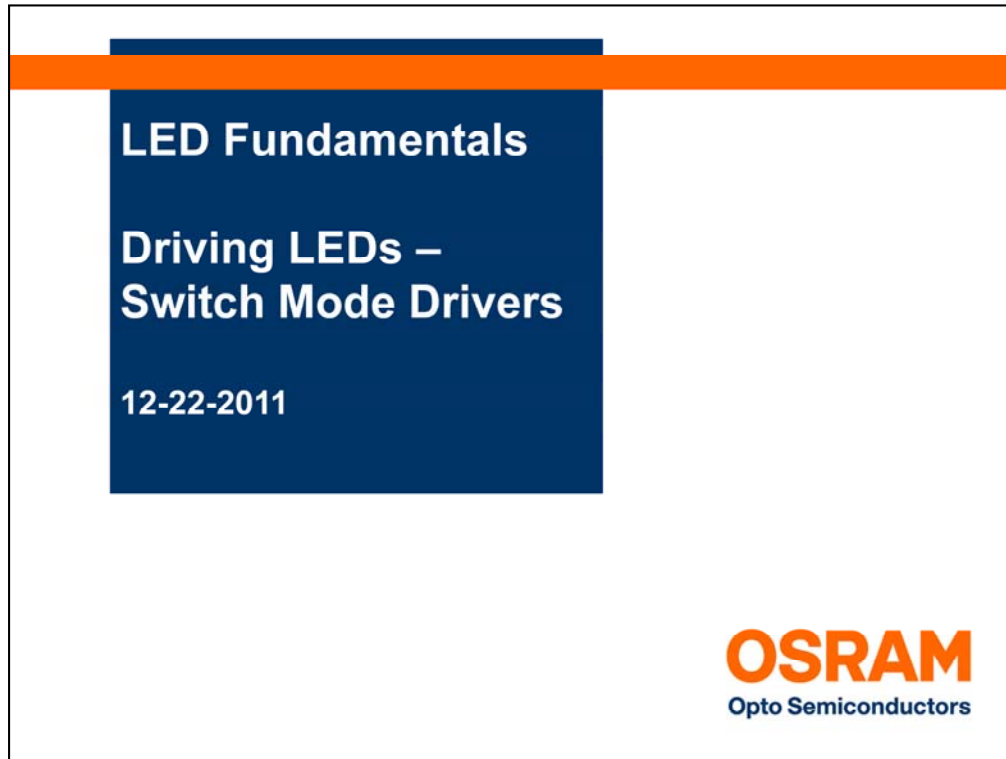 LED Fundamentals
Driving LEDs –
Switch Mode Drivers
12-22-2011
OSRAM
Opto Semiconductors